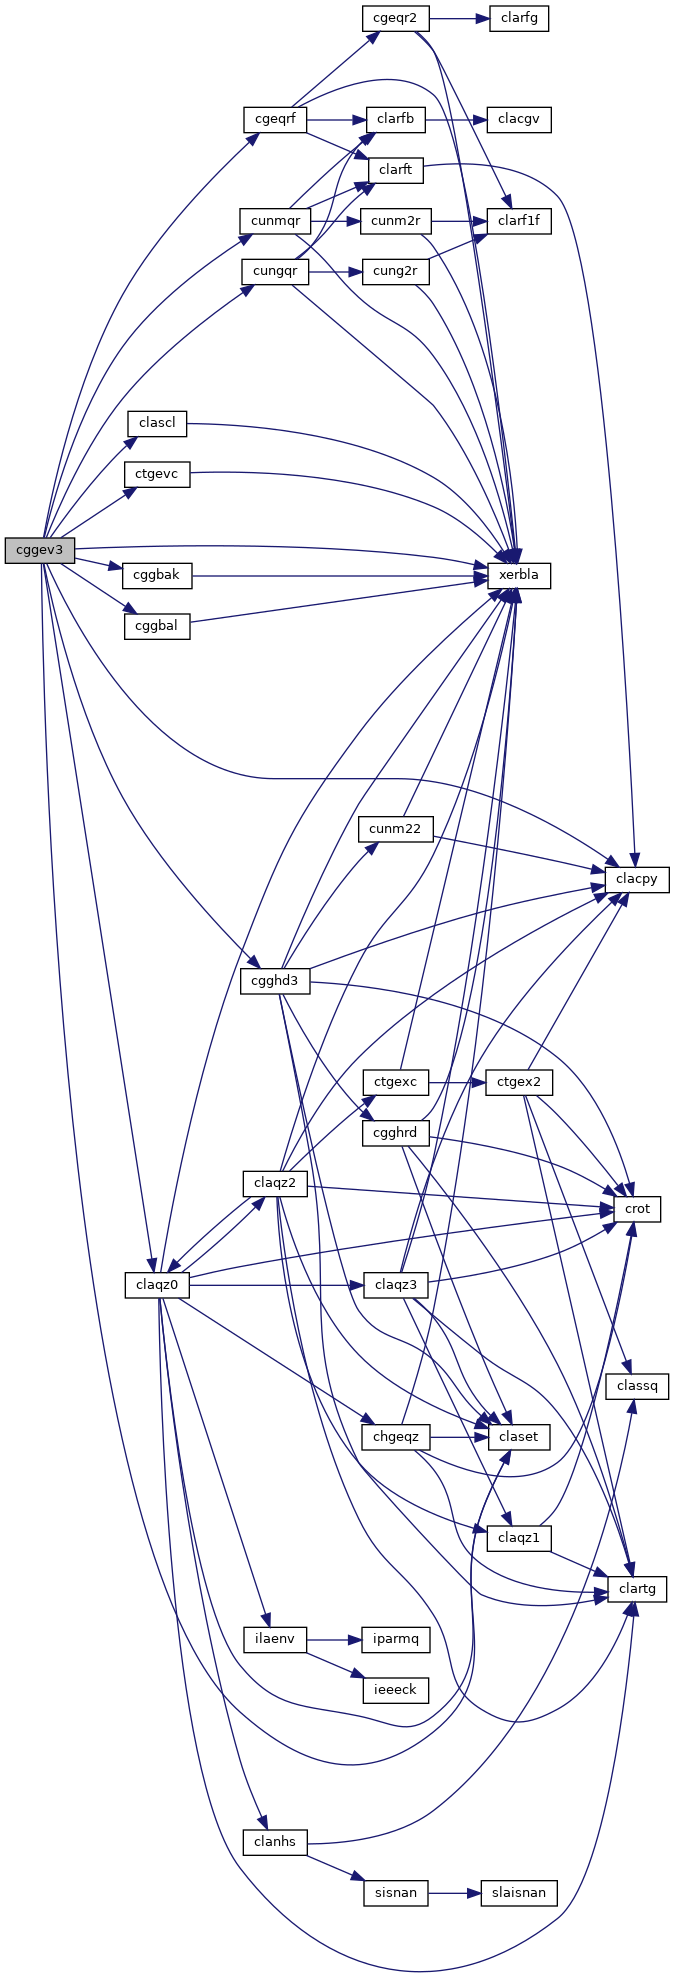 cgeqr2
clarfg
cgeqrf
clarfb
clacgv
clarft
cunmqr
cunm2r
clarf1f
cungqr
cung2r
clascl
ctgevc
cggev3
cggbak
xerbla
cggbal
cunm22
clacpy
cgghd3
ctgexc
ctgex2
cgghrd
claqz2
crot
claqz0
claqz3
classq
chgeqz
claset
claqz1
clartg
ilaenv
iparmq
ieeeck
clanhs
sisnan
slaisnan